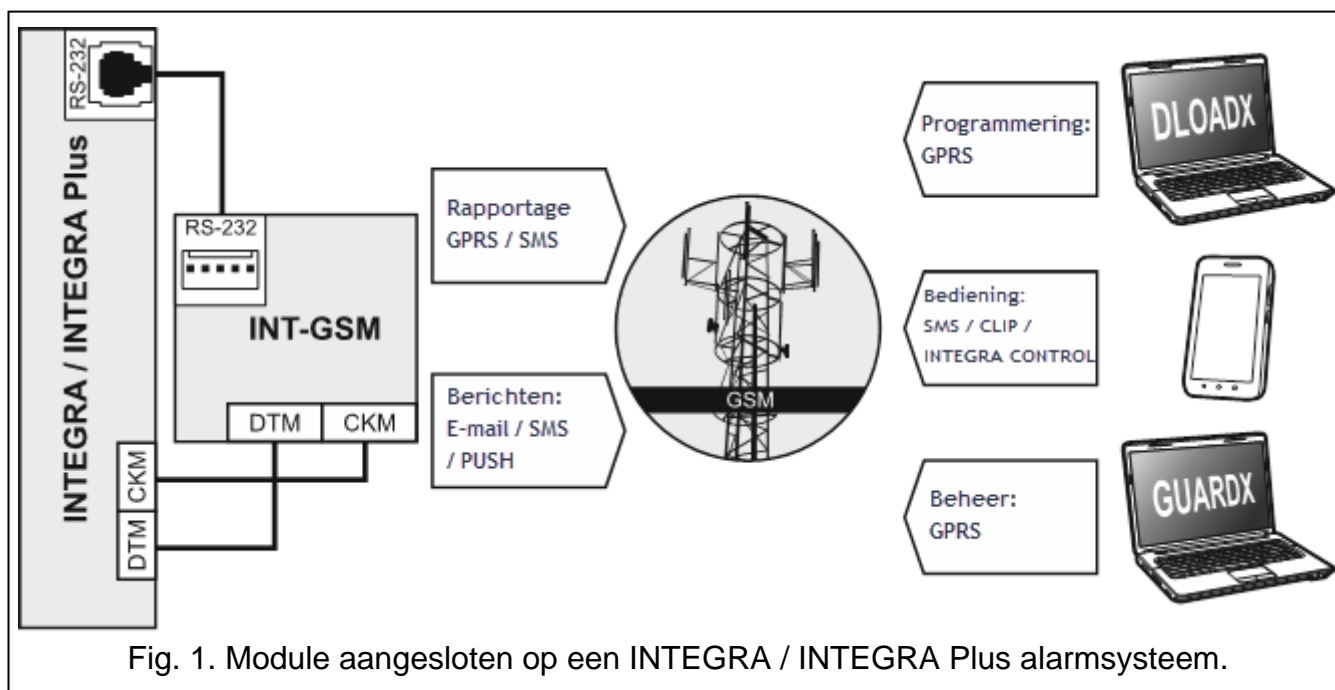 RS-232
INTEGRA / INTEGRA Plus
CKM
DTM
RS-232
INT-GSM
DTM
CKM
Rapportage
GPRS / SMS
Berichten:
E-mail / SMS
/ PUSH
GSM
Programmering:
GPRS
DLOADX
Bediening:
SMS / CLIP /
INTEGRA CONTROL
Beheer:
GPRS
GUARDX
Fig. 1. Module aangesloten op een INTEGRA / INTEGRA Plus alarmsysteem.